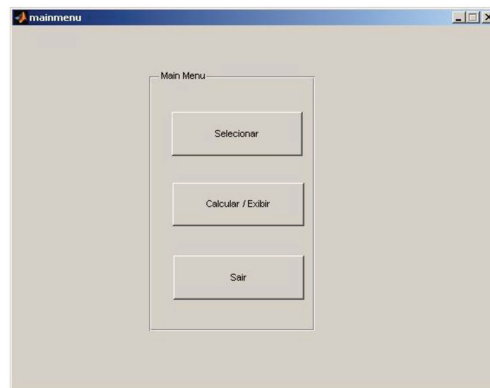 mainmenu
Main Menu
Selecionar
Calcular / Exibir
Sair